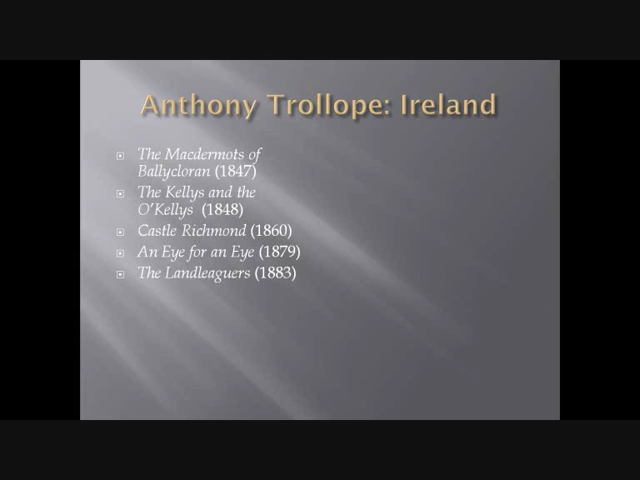 Anthony Trollope: Ireland
The Macdermots of
Ballycloran (1847)
The Kellys and the
O'Kellys (1848)
Castle Richmond (1860)
An Eye for an Eye (1879)
The Landleaguers (1883)